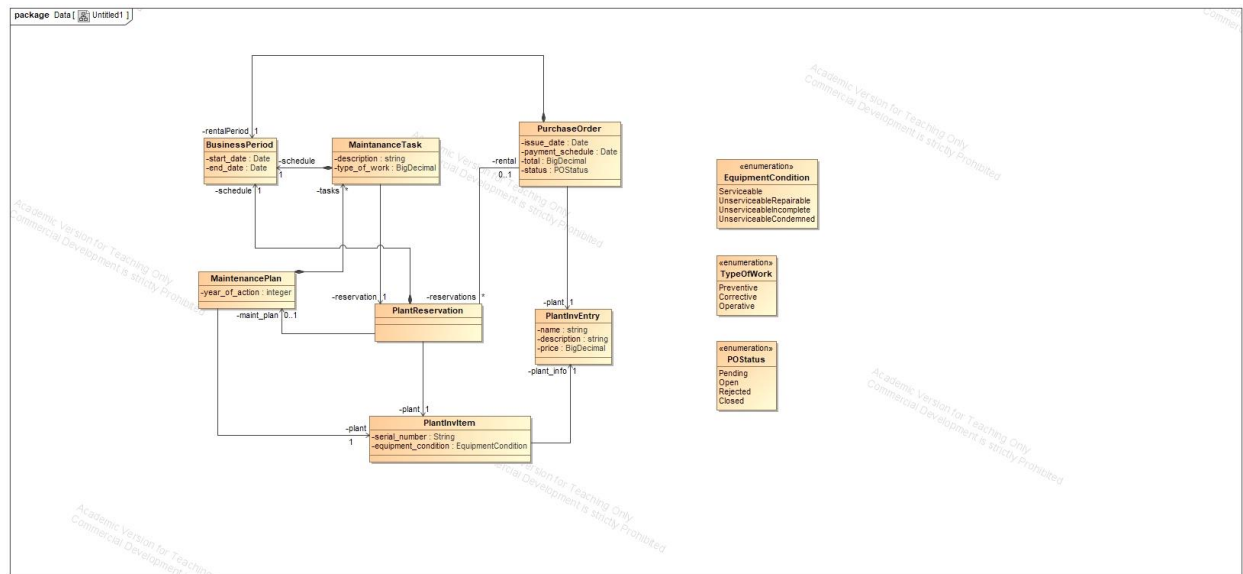 package Data [ Untitled1 ]
-rentalPeriod 1
BusinessPeriod
-start_date : Date
-end_date : Date
-schedule
1
MaintananceTask
-description : string
-type_of_work : BigDecimal
PurchaseOrder
-issue_date : Date
-payment_schedule : Date
-total : BigDecimal
-status : POStatus
-rental
0..1
-schedule 1
-tasks *
«enumeration»
EquipmentCondition
Serviceable
UnserviceableRepairable
UnserviceableIncomplete
UnserviceableCondemned
MaintenancePlan
-year_of_action : integer
-maint_plan 0..1
-reservation 1
-reservations *
PlantReservation
-plant 1
PlantInvEntry
-name : string
-description : string
-price : BigDecimal
-plant_info 1
«enumeration»
TypeOfWork
Preventive
Corrective
Operative
«enumeration»
POStatus
Pending
Open
Rejected
Closed
-plant 1
-plant
1
PlantInvItem
-serial_number : String
-equipment_condition : EquipmentCondition
Academic Version for Teaching Only
Commercial Development is strictly Prohibited